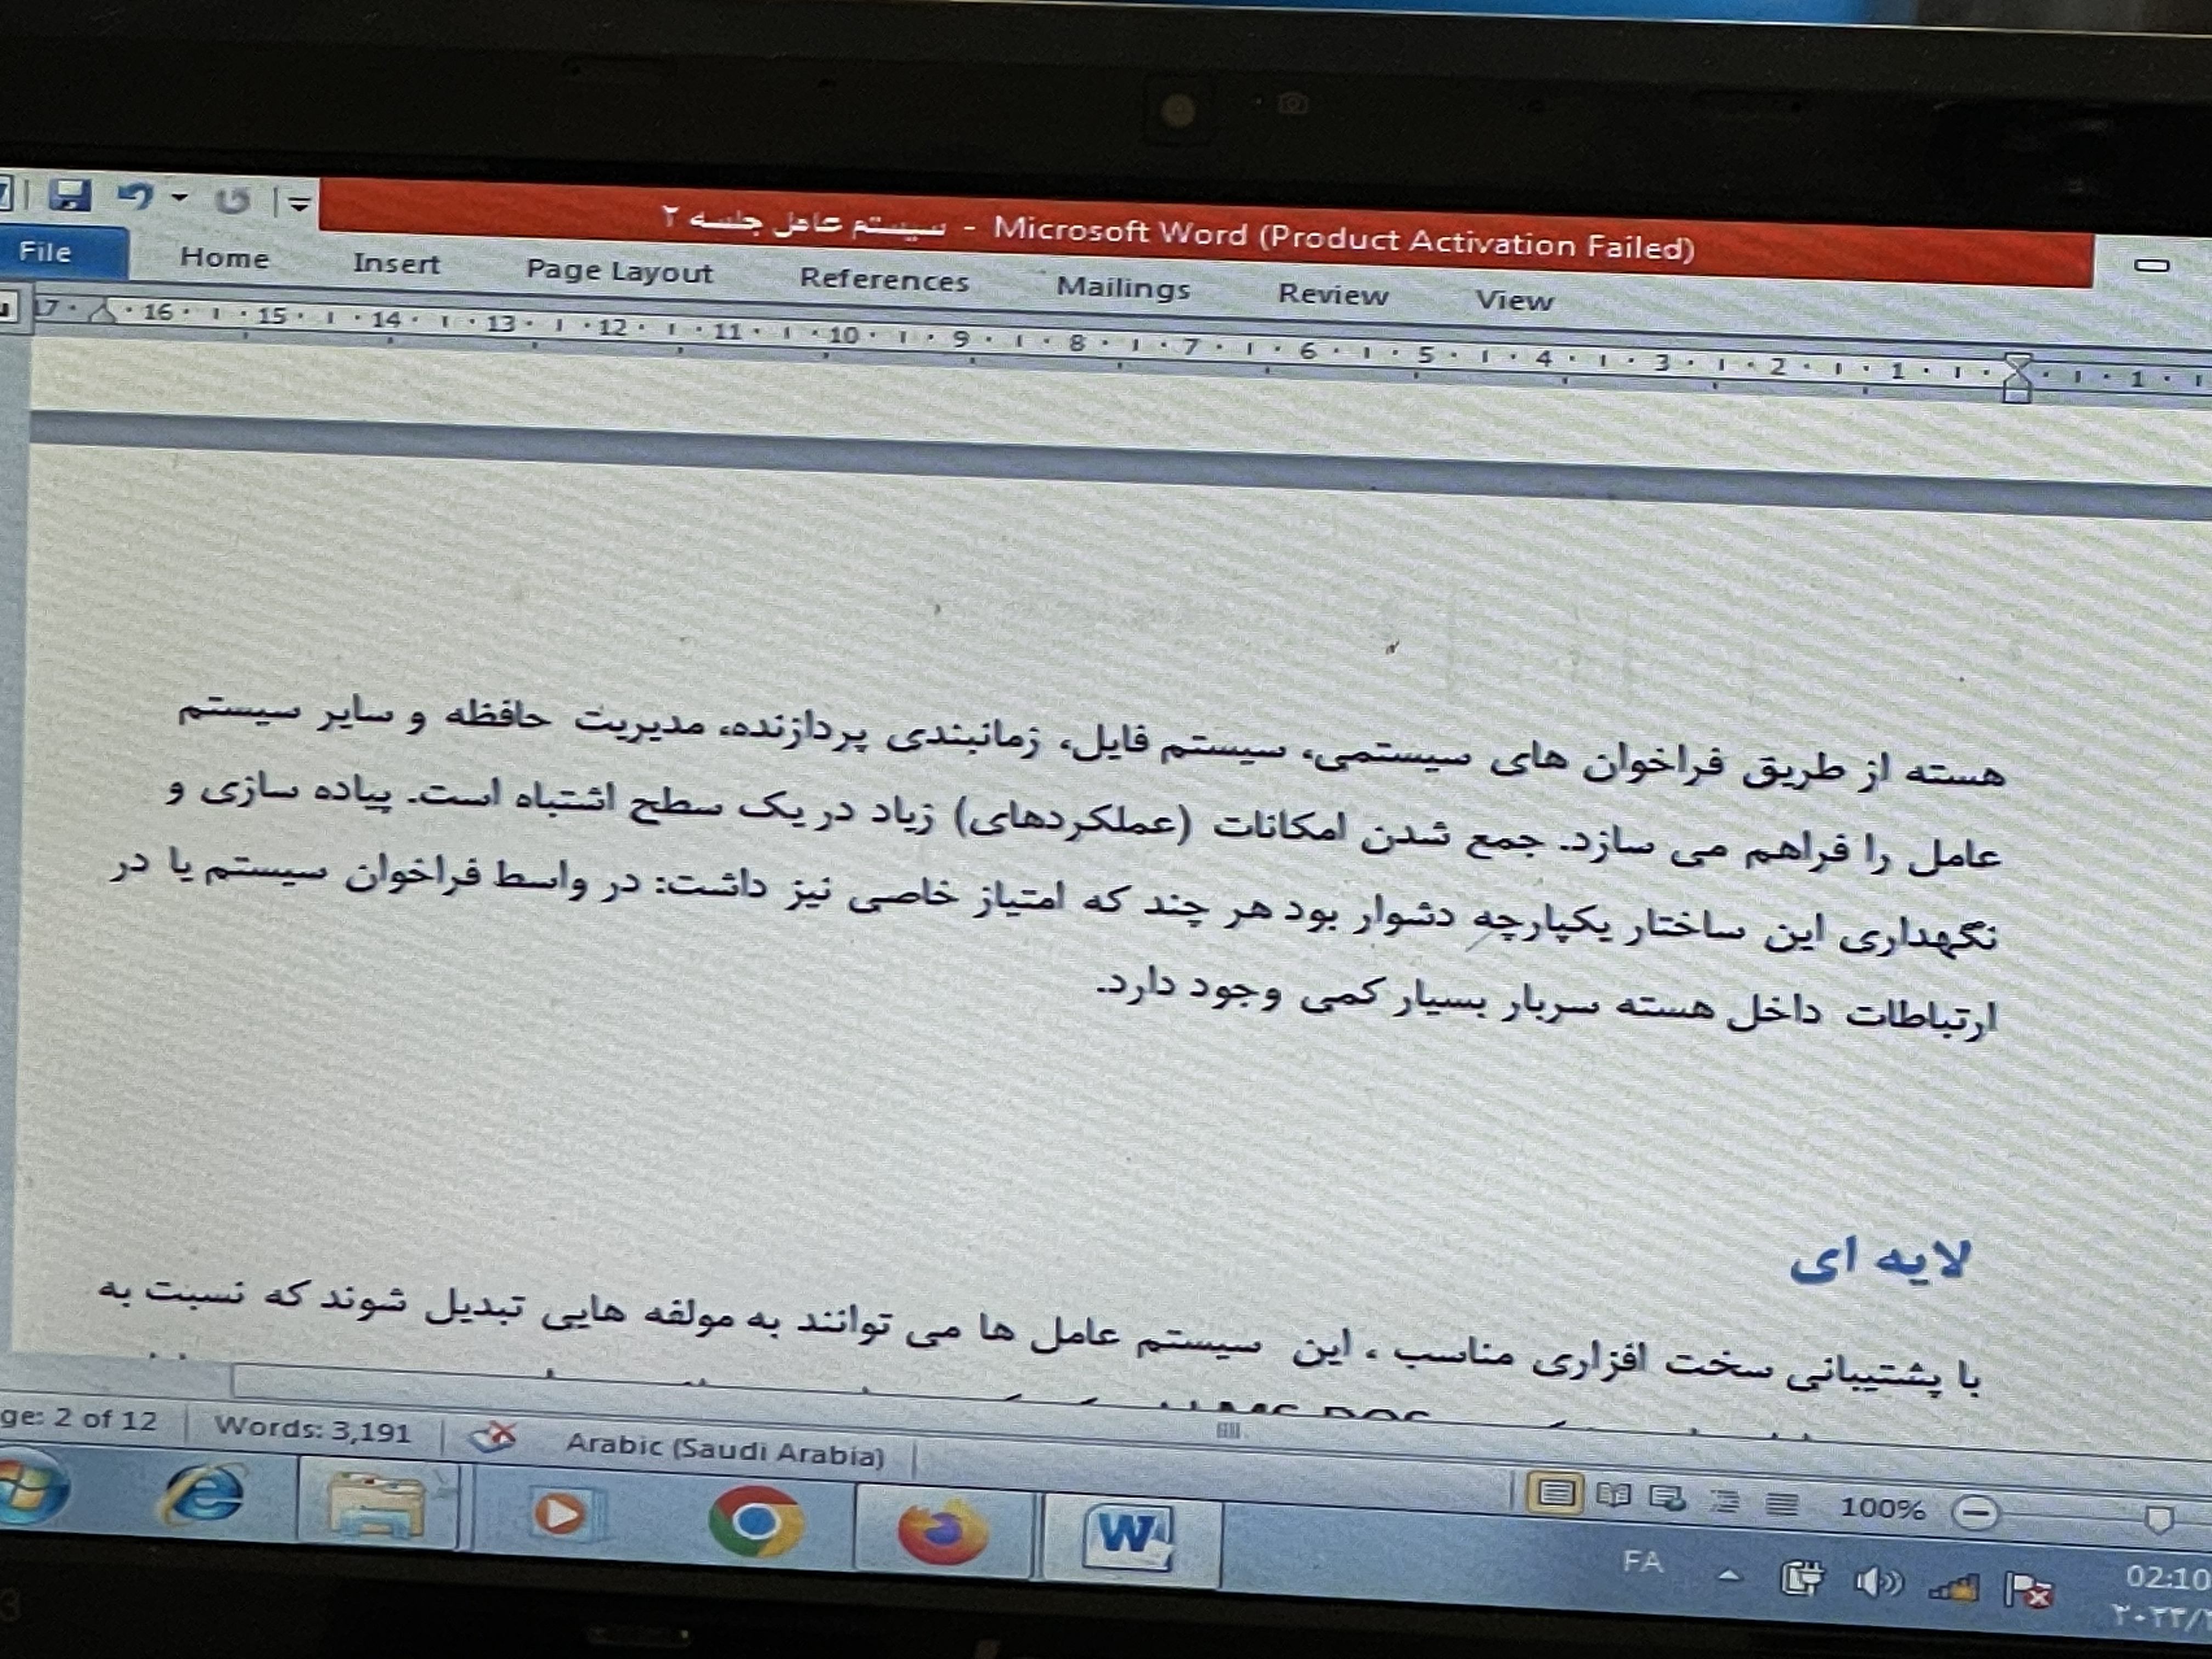 سیستم عامل جلسه ۲ - Microsoft Word (Product Activation Failed)
File Home Insert Page Layout References Mailings Review View
17 16 15 14 13 12 11 10 9 8 7 6 5 4 3 2 1 1
هسته از طریق فراخوان های سیستمی، سیستم فایل، زمانبندی پردازنده، مدیریت حافظه و سایر سیستم
عامل را فراهم می سازد. جمع شدن امکانات (عملکردهای) زیاد در یک سطح اشتباه است. پیاده سازی و
نگهداری این ساختار یکپارچه دشوار بود هر چند که امتیاز خاصی نیز داشت: در واسط فراخوان سیستم یا در
ارتباطات داخل هسته سربار بسیار کمی وجود دارد.
لایه ای
با پشتیبانی سخت افزاری مناسب ، این سیستم عامل ها می توانند به مولفه هایی تبدیل شوند که نسبت به
ge: 2 of 12 Words: 3,191 Arabic (Saudi Arabia) 100%
FA 02:10